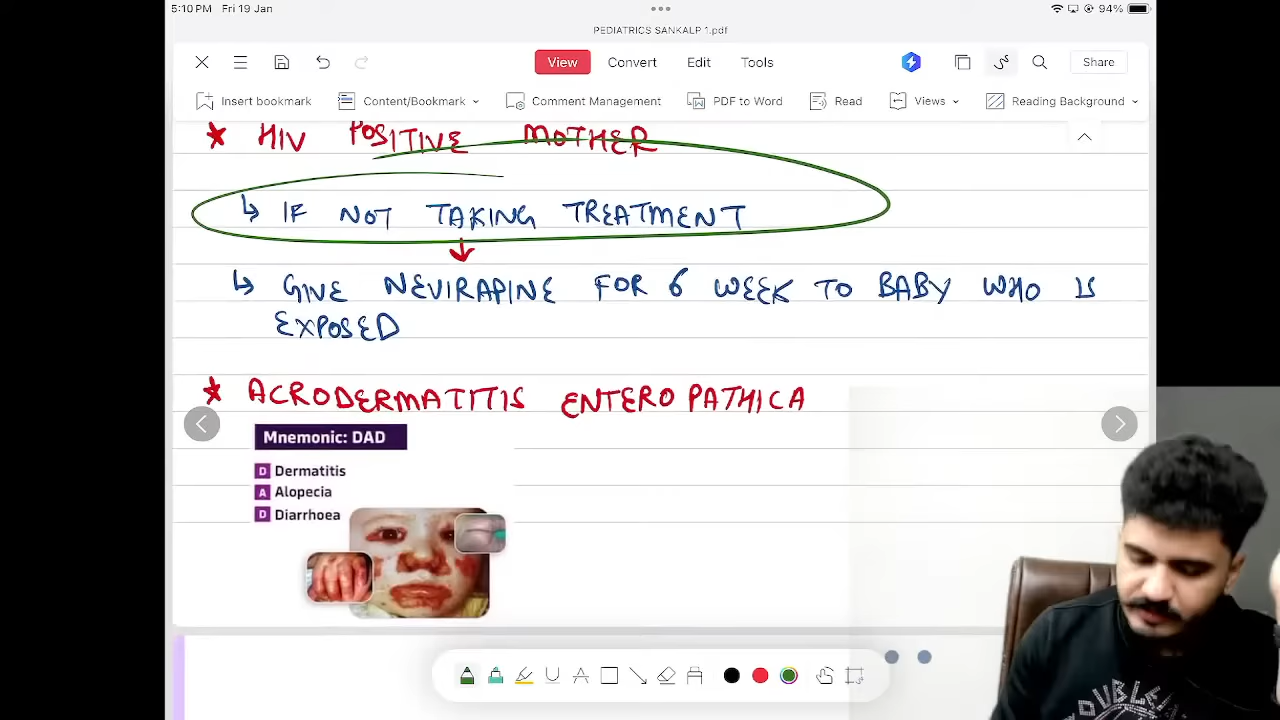 5:10 PM Fri 19 Jan
94%
PEDIATRICS SANKALP 1.pdf
View Convert Edit Tools Share
Insert bookmark Content/Bookmark Comment Management PDF to Word Read Views Reading Background
★ HIV POSITIVE MOTHER
↳ IF NOT TAKING TREATMENT
↳ GIVE NEVIRAPINE FOR 6 WEEK TO BABY WHO IS
EXPOSED
★ ACRODERMATITIS ENTERO PATHICA
Mnemonic: DAD
D Dermatitis
A Alopecia
D Diarrhoea